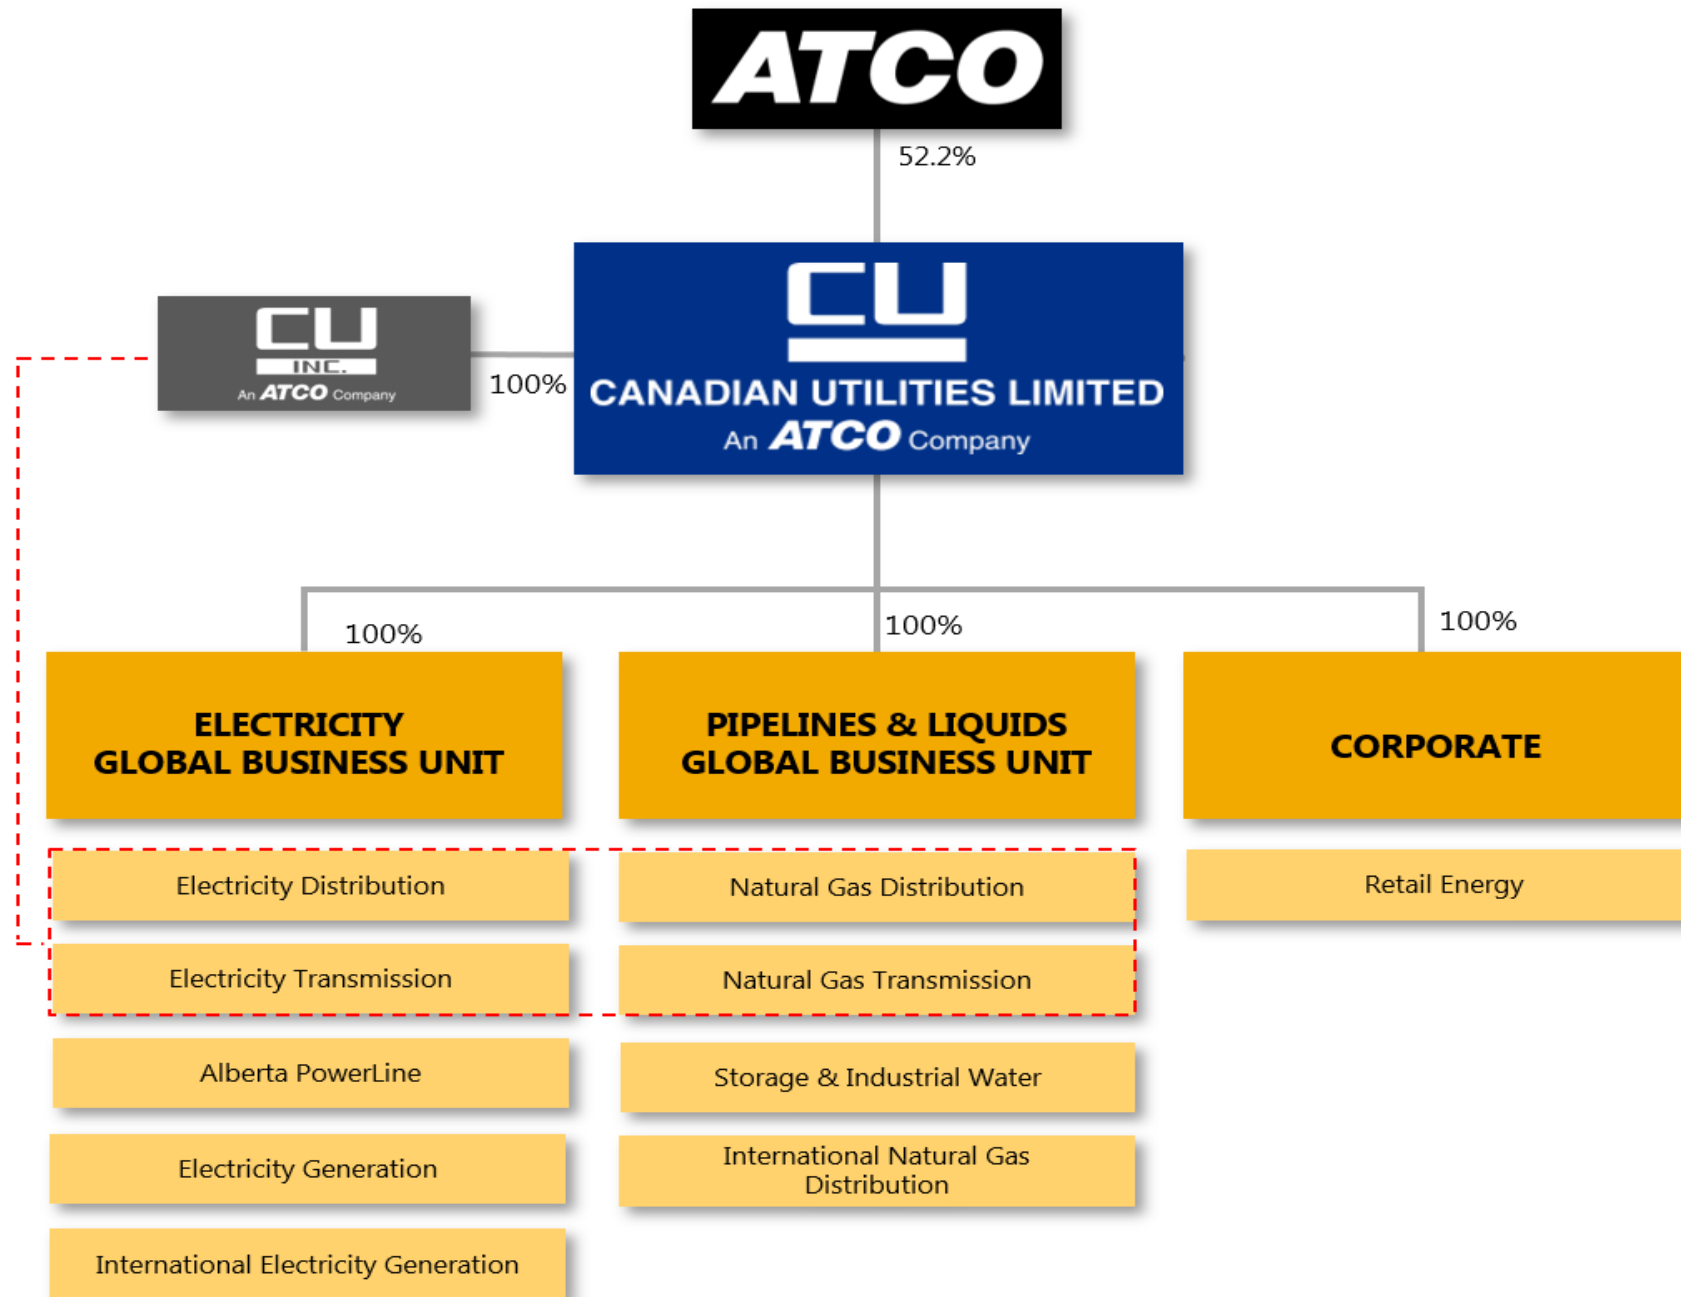 ATCO
52.2%
CU
INC.
An ATCO Company
100%
CU
CANADIAN UTILITIES LIMITED
An ATCO Company
100%
100%
100%
ELECTRICITY
GLOBAL BUSINESS UNIT
PIPELINES & LIQUIDS
GLOBAL BUSINESS UNIT
CORPORATE
Electricity Distribution
Natural Gas Distribution
Retail Energy
Electricity Transmission
Natural Gas Transmission
Alberta PowerLine
Storage & Industrial Water
Electricity Generation
International Natural Gas
Distribution
International Electricity Generation